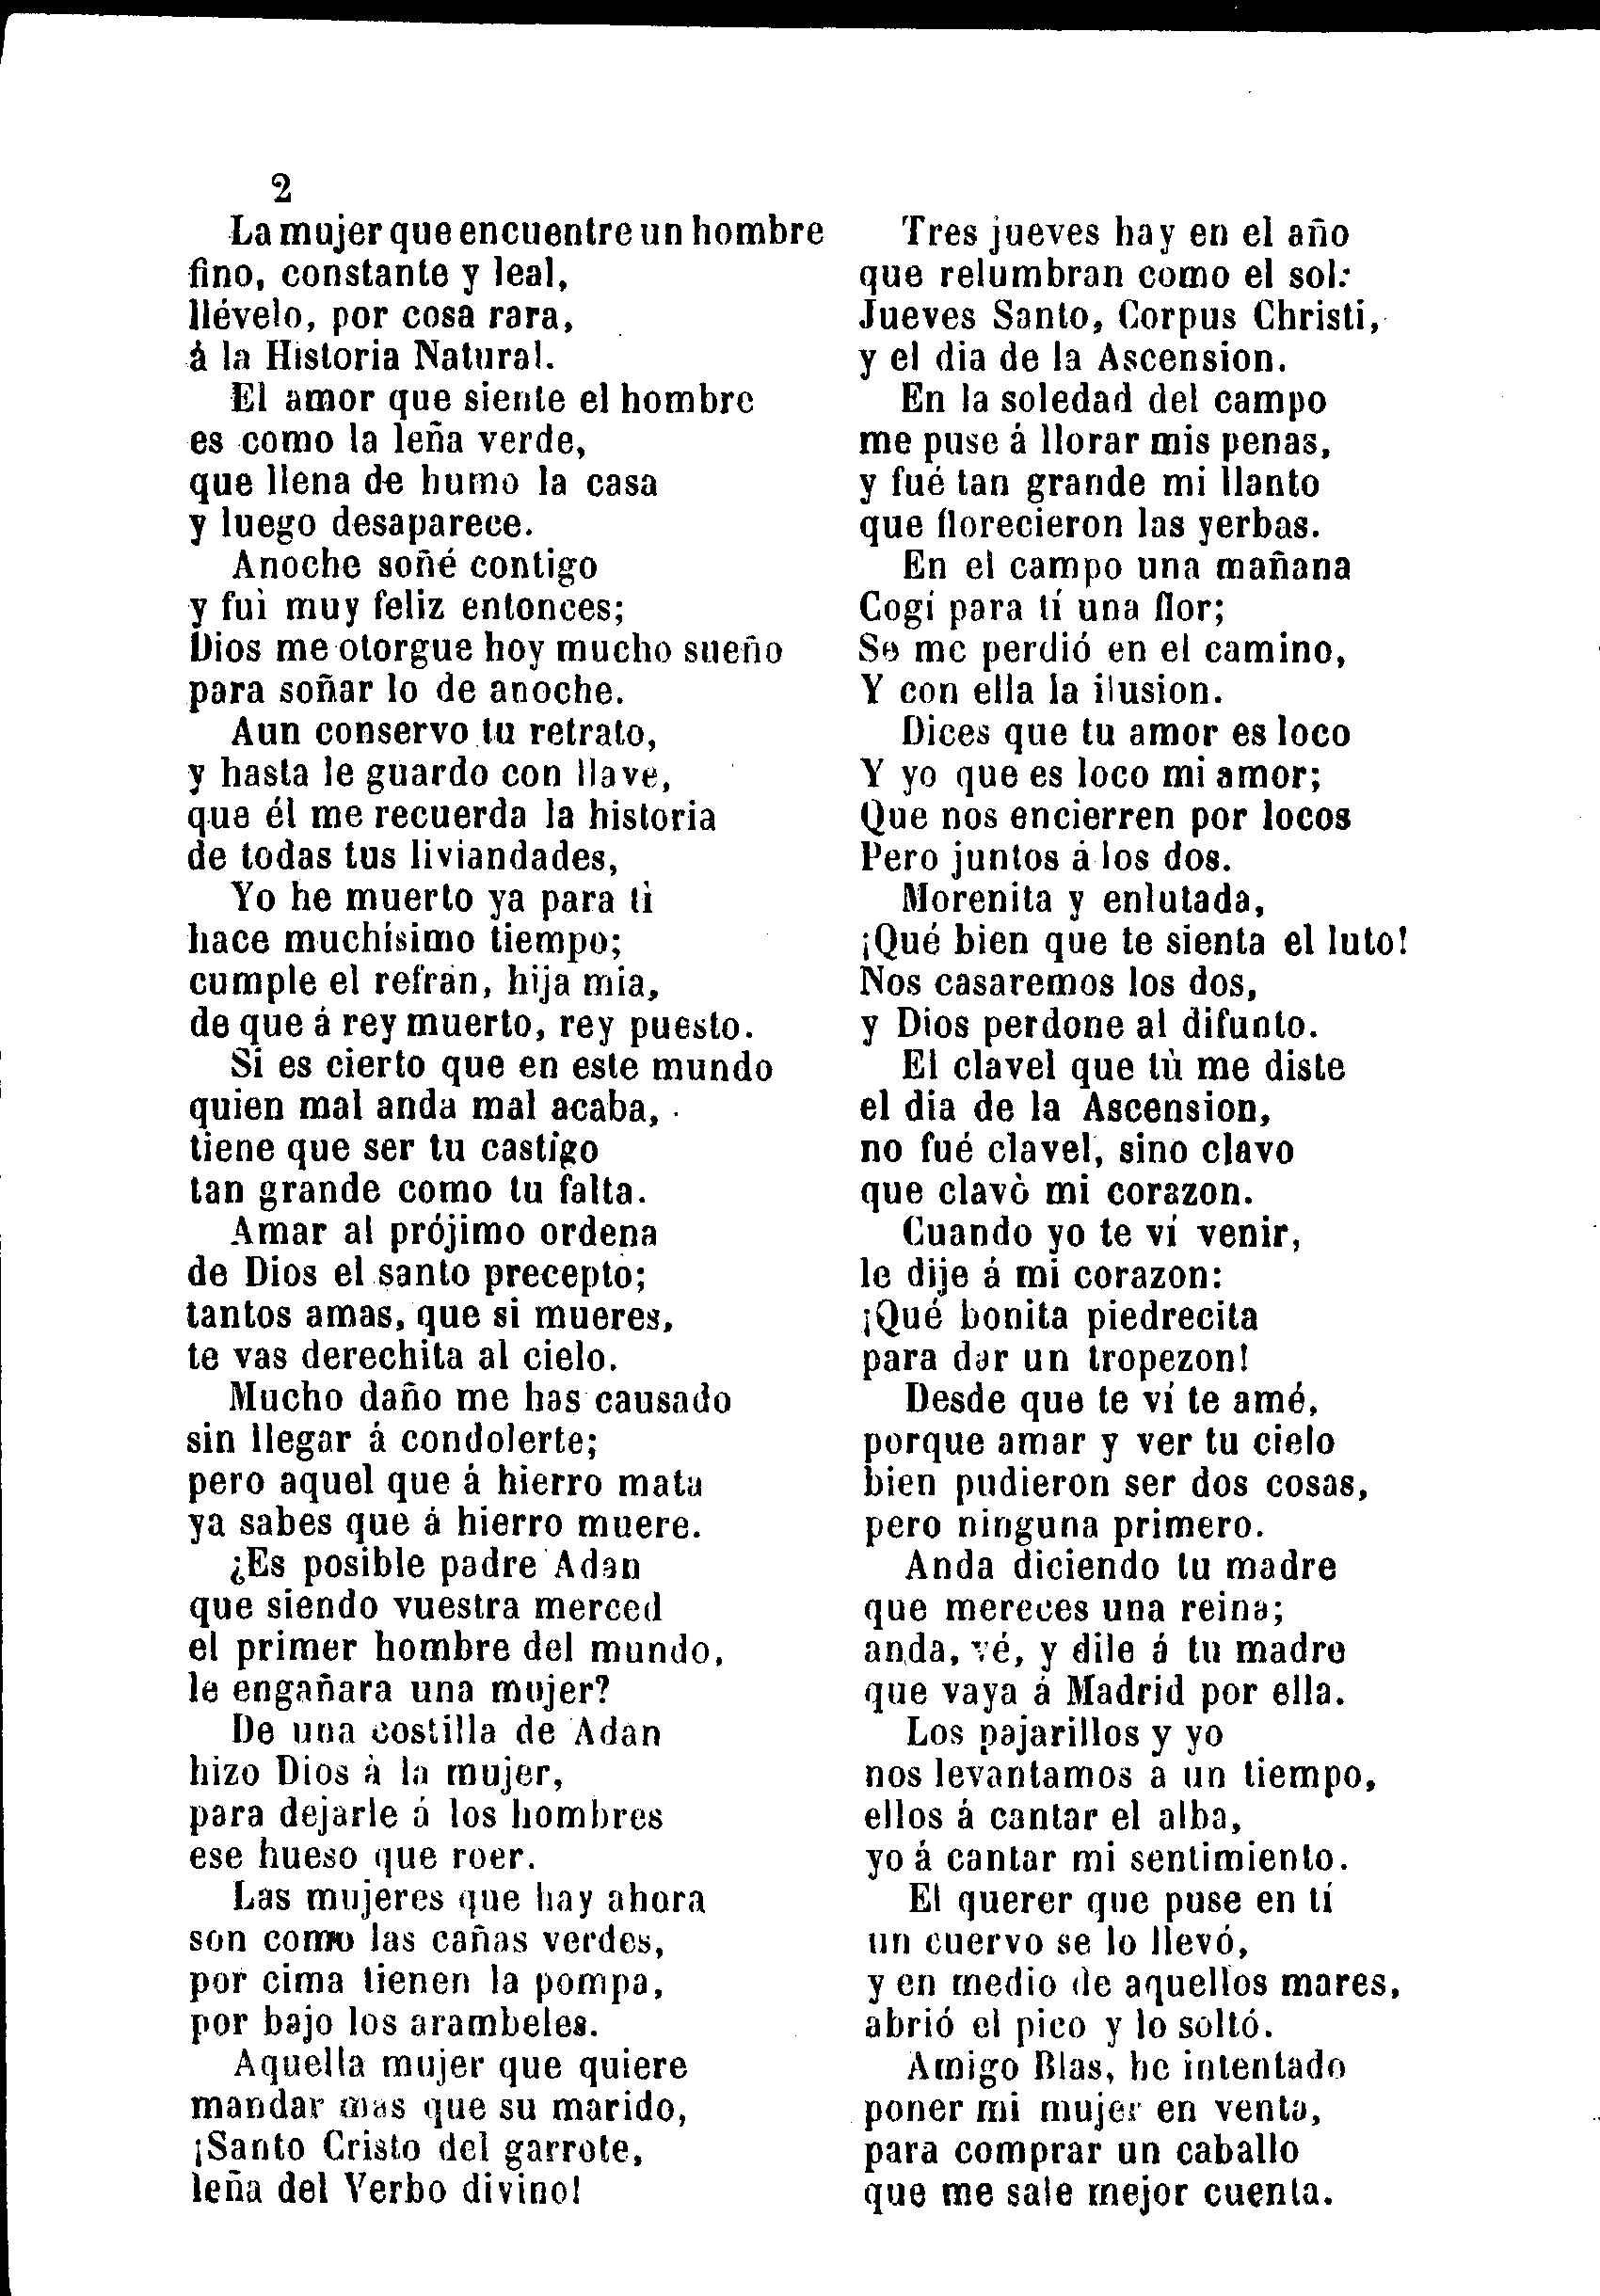 2
La mujer que encuentre un hombre
fino, constante y leal,
llévelo, por cosa rara,
á la Historia Natural.
El amor que siente el hombre
es como la leña verde,
que llena de humo la casa
y luego desaparece.
Anoche soñé contigo
y fui muy feliz entonces;
Dios me otorgue hoy mucho sueño
para soñar lo de anoche.
Aun conservo tu retrato,
y hasta le guardo con llave,
que él me recuerda la historia
de todas tus liviandades,
Yo he muerto ya para tì
hace muchísimo tiempo;
cumple el refran, hija mia,
de que á rey muerto, rey puesto.
Si es cierto que en este mundo
quien mal anda mal acaba,
tiene que ser tu castigo
tan grande como tu falta.
Amar al prójimo ordena
de Dios el santo precepto;
tantos amas, que si mueres,
te vas derechita al cielo.
Mucho daño me has causado
sin llegar á condolerte;
pero aquel que á hierro mata
ya sabes que á hierro muere.
¿Es posible padre Adan
que siendo vuestra merced
el primer hombre del mundo,
le engañara una mujer?
De una costilla de Adan
hizo Dios à la mujer,
para dejarle á los hombres
ese hueso que roer.
Las mujeres que hay ahora
son como las cañas verdes,
por cima tienen la pompa,
por bajo los arambeles.
Aquella mujer que quiere
mandar mas que su marido,
¡Santo Cristo del garrote,
leña del Verbo divino!
Tres jueves hay en el año
que relumbran como el sol:
Jueves Santo, Corpus Christi,
y el dia de la Ascension.
En la soledad del campo
me puse á llorar mis penas,
y fué tan grande mi llanto
que florecieron las yerbas.
En el campo una mañana
Cogí para tí una flor;
Se me perdió en el camino,
Y con ella la ilusion.
Dices que tu amor es loco
Y yo que es loco mi amor;
Que nos encierren por locos
Pero juntos á los dos.
Morenita y enlutada,
¡Qué bien que te sienta el luto!
Nos casaremos los dos,
y Dios perdone al difunto.
El clavel que tù me diste
el dia de la Ascension,
no fué clavel, sino clavo
que clavò mi corazon.
Cuando yo te ví venir,
le dije á mi corazon:
¡Qué bonita piedrecita
para dar un tropezon!
Desde que te ví te amé,
porque amar y ver tu cielo
bien pudieron ser dos cosas,
pero ninguna primero.
Anda diciendo tu madre
que mereces una reina;
anda, vé, y dile á tu madre
que vaya á Madrid por ella.
Los pajarillos y yo
nos levantamos a un tiempo,
ellos á cantar el alba,
yo á cantar mi sentimiento.
El querer que puse en tí
un cuervo se lo llevó,
y en medio de aquellos mares,
abrió el pico y lo soltó.
Amigo Blas, he intentado
poner mi mujer en venta,
para comprar un caballo
que me sale mejor cuenta.